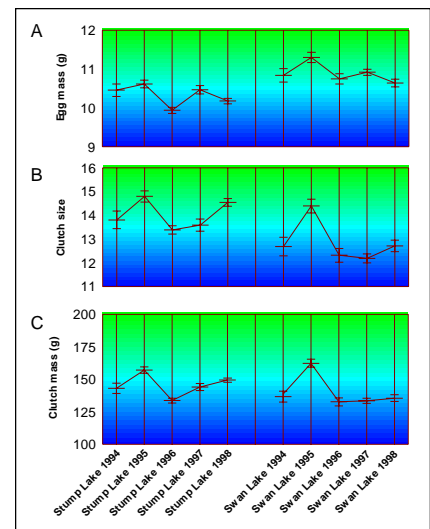 A
Egg mass (g)
12
11
10
9
B
Clutch size
16
15
14
13
12
11
C
Clutch mass (g)
200
175
150
125
100
Stump Lake 1994
Stump Lake 1995
Stump Lake 1996
Stump Lake 1997
Stump Lake 1998
Swan Lake 1994
Swan Lake 1995
Swan Lake 1996
Swan Lake 1997
Swan Lake 1998